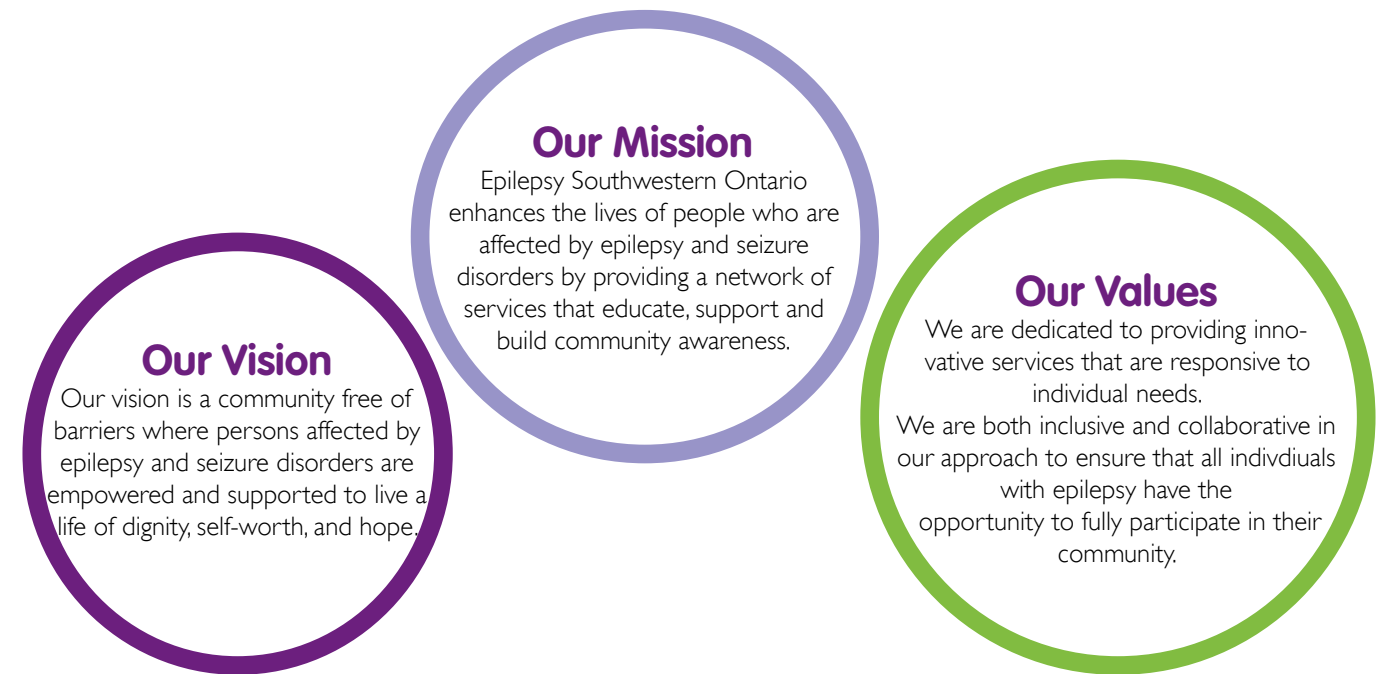 Our Vision
Our vision is a community free of
barriers where persons affected by
epilepsy and seizure disorders are
empowered and supported to live a
life of dignity, self-worth, and hope.
Our Mission
Epilepsy Southwestern Ontario
enhances the lives of people who are
affected by epilepsy and seizure
disorders by providing a network of
services that educate, support and
build community awareness.
Our Values
We are dedicated to providing inno-
vative services that are responsive to
individual needs.
We are both inclusive and collaborative in
our approach to ensure that all indivdiuals
with epilepsy have the
opportunity to fully participate in their
community.